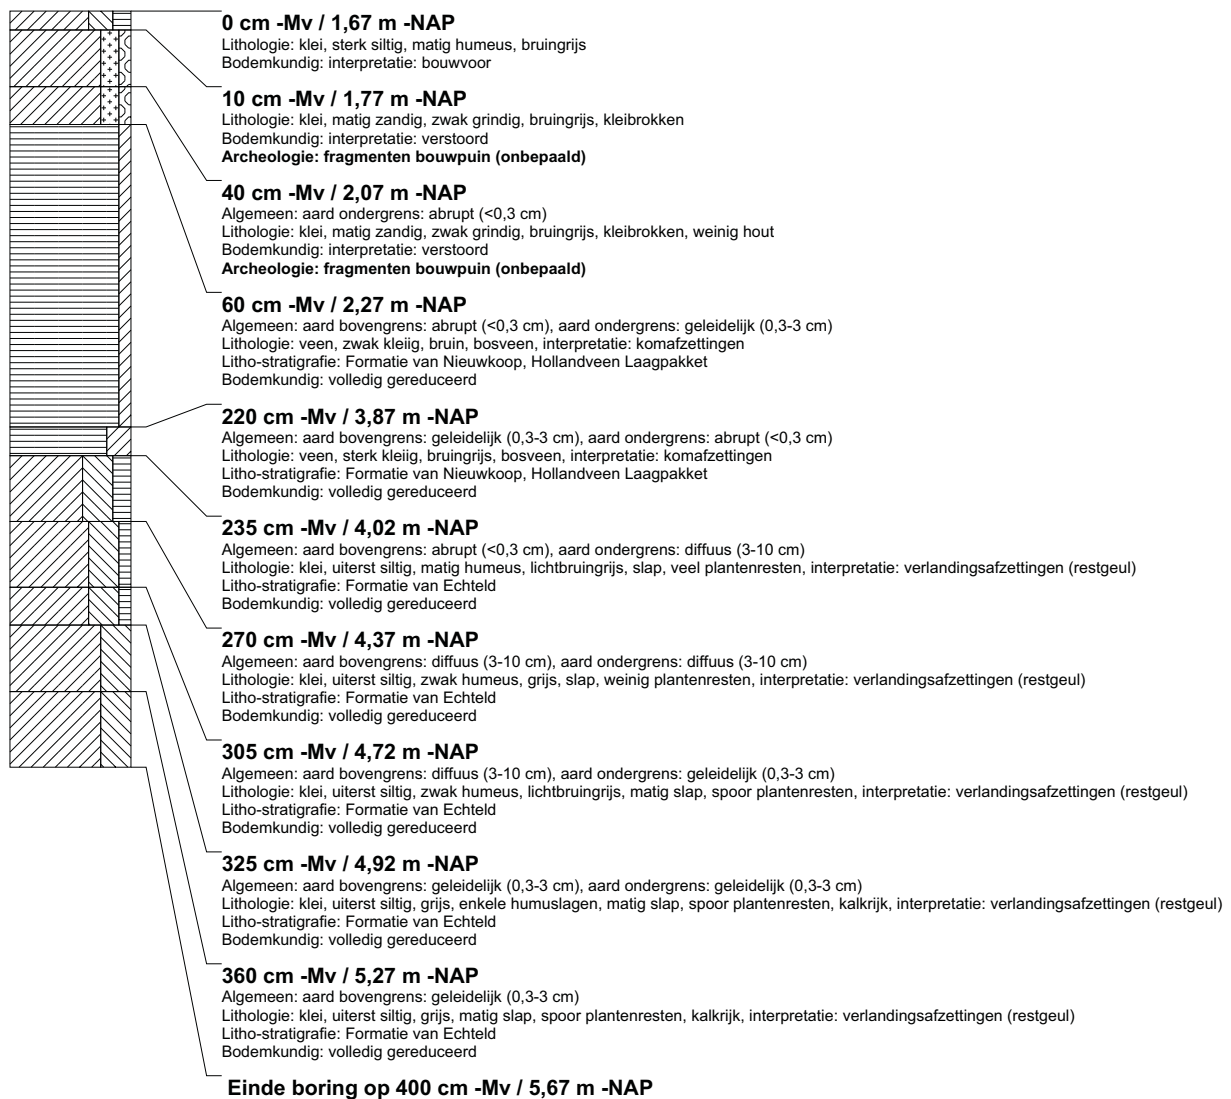 0 cm -Mv / 1,67 m -NAP
Lithologie: klei, sterk siltig, matig humeus, bruingrijs
Bodemkundig: interpretatie: bouwvoor
10 cm -Mv / 1,77 m -NAP
Lithologie: klei, matig zandig, zwak grindig, bruingrijs, kleibrokken
Bodemkundig: interpretatie: verstoord
Archeologie: fragmenten bouwpuin (onbepaald)
40 cm -Mv / 2,07 m -NAP
Algemeen: aard ondergrens: abrupt (<0,3 cm)
Lithologie: klei, matig zandig, zwak grindig, bruingrijs, kleibrokken, weinig hout
Bodemkundig: interpretatie: verstoord
Archeologie: fragmenten bouwpuin (onbepaald)
60 cm -Mv / 2,27 m -NAP
Algemeen: aard bovengrens: abrupt (<0,3 cm), aard ondergrens: geleidelijk (0,3-3 cm)
Lithologie: veen, zwak kleiig, bruin, bosveen, interpretatie: komafzettingen
Litho-stratigrafie: Formatie van Nieuwkoop, Hollandveen Laagpakket
Bodemkundig: volledig gereduceerd
220 cm -Mv / 3,87 m -NAP
Algemeen: aard bovengrens: geleidelijk (0,3-3 cm), aard ondergrens: abrupt (<0,3 cm)
Lithologie: veen, sterk kleiig, bruingrijs, bosveen, interpretatie: komafzettingen
Litho-stratigrafie: Formatie van Nieuwkoop, Hollandveen Laagpakket
Bodemkundig: volledig gereduceerd
235 cm -Mv / 4,02 m -NAP
Algemeen: aard bovengrens: abrupt (<0,3 cm), aard ondergrens: diffuus (3-10 cm)
Lithologie: klei, uiterst siltig, matig humeus, lichtbruingrijs, slap, veel plantenresten, interpretatie: verlandingsafzettingen (restgeul)
Litho-stratigrafie: Formatie van Echteld
Bodemkundig: volledig gereduceerd
270 cm -Mv / 4,37 m -NAP
Algemeen: aard bovengrens: diffuus (3-10 cm), aard ondergrens: diffuus (3-10 cm)
Lithologie: klei, uiterst siltig, zwak humeus, grijs, slap, weinig plantenresten, interpretatie: verlandingsafzettingen (restgeul)
Litho-stratigrafie: Formatie van Echteld
Bodemkundig: volledig gereduceerd
305 cm -Mv / 4,72 m -NAP
Algemeen: aard bovengrens: diffuus (3-10 cm), aard ondergrens: geleidelijk (0,3-3 cm)
Lithologie: klei, uiterst siltig, zwak humeus, lichtbruingrijs, matig slap, spoor plantenresten, interpretatie: verlandingsafzettingen (restgeul)
Litho-stratigrafie: Formatie van Echteld
Bodemkundig: volledig gereduceerd
325 cm -Mv / 4,92 m -NAP
Algemeen: aard bovengrens: geleidelijk (0,3-3 cm), aard ondergrens: geleidelijk (0,3-3 cm)
Lithologie: klei, uiterst siltig, grijs, enkele humuslagen, matig slap, spoor plantenresten, kalkrijk, interpretatie: verlandingsafzettingen (restgeul)
Litho-stratigrafie: Formatie van Echteld
Bodemkundig: volledig gereduceerd
360 cm -Mv / 5,27 m -NAP
Algemeen: aard bovengrens: geleidelijk (0,3-3 cm)
Lithologie: klei, uiterst siltig, grijs, matig slap, spoor plantenresten, kalkrijk, interpretatie: verlandingsafzettingen (restgeul)
Litho-stratigrafie: Formatie van Echteld
Bodemkundig: volledig gereduceerd
Einde boring op 400 cm -Mv / 5,67 m -NAP